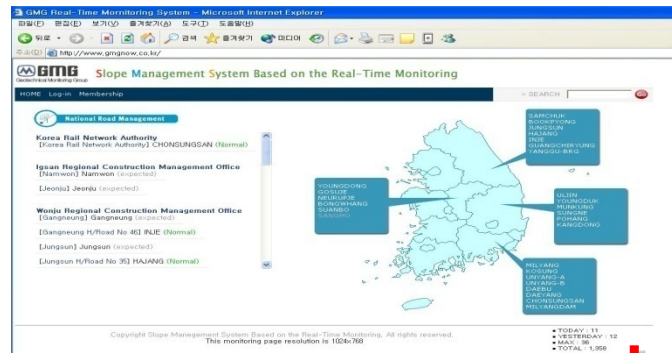 GMG Real-Time Mornitoring System - Microsoft Internet Explorer
파일(F) 편집(E) 보기(V) 즐겨찾기(A) 도구(T) 도움말(H)
뒤로 검색 즐겨찾기 미디어
주소(D) http://www.gmgnow.co.kr/
GMG Slope Management System Based on the Real-Time Monitoring
Geotechnical Monitoring Group
HOME Log-in Membership
» SEARCH Go
National Road Management
Korea Rail Network Authority
[Korea Rail Network Authority] CHONSUNGSAN (Normal)
Igsan Regional Construction Management Office
[Namwon] Namwon (expected)
[Jeonju] Jeonju (expected)
Wonju Regional Construction Management Office
[Gangneung] Gangneung (expected)
[Gangneung H/Road No 46] INJE (Normal)
[Jungsun] Jungsun (expected)
[Jungsun H/Road No 35] HAJANG (Normal)
SAMCHUK
BOOKPYONG
JUNGSUN
HAJANG
INJE
GUANGCHERYUNG
YANGGU-BKG
YOUNGDONG
GOSUJE
NEURUPJE
BONGWHANG
SUANBO
SANGMO
ULJIN
YOUNGDUK
MUNKUNG
SUNGNE
POHANG
KANGDONG
MILYANG
KOSUNG
UNYANG-A
UNYANG-B
DAEBU
DAEYANG
CHONSUNGSAN
MILYANGDAM
Copyright Slope Management System Based on the Real-Time Monitoring, All rights reserved.
This monitoring page resolution is 1024x768
TODAY : 11
YESTERDAY : 12
MAX : 36
TOTAL : 1,358